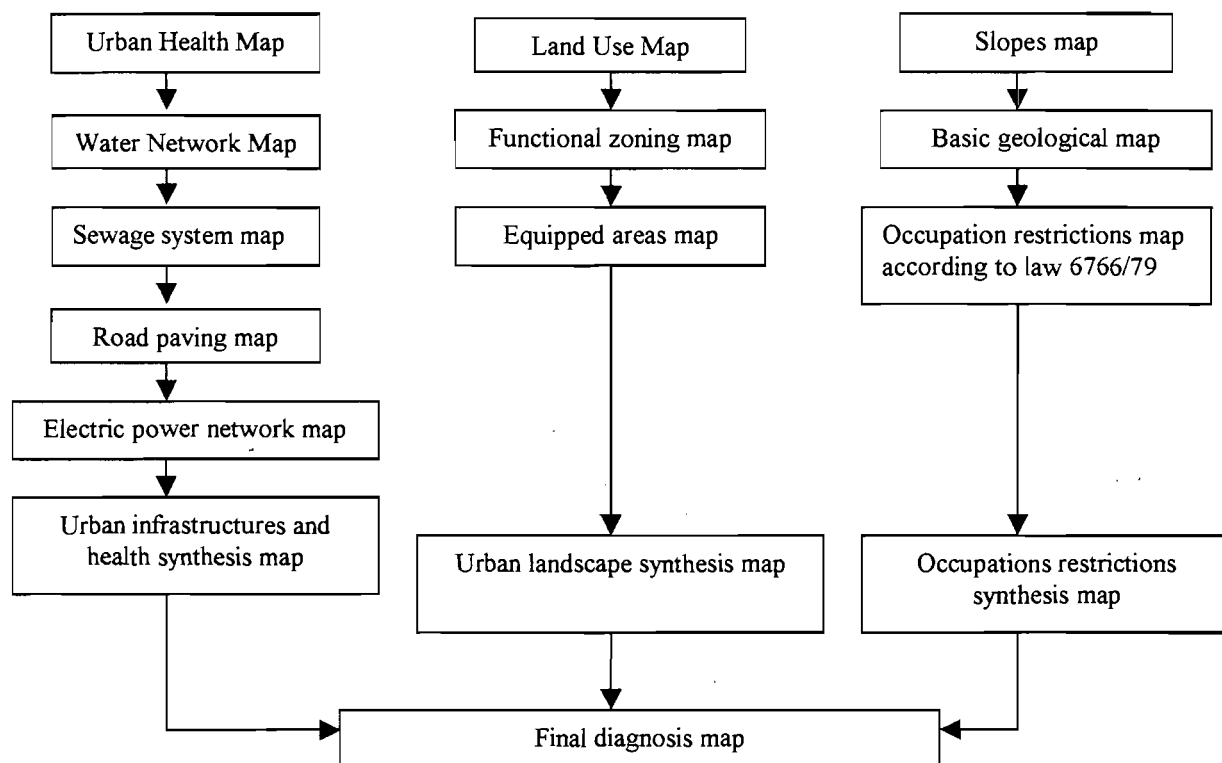 Urban Health Map
Water Network Map
Sewage system map
Road paving map
Electric power network map
Urban infrastructures and
health synthesis map
Land Use Map
Functional zoning map
Equipped areas map
Urban landscape synthesis map
Slopes map
Basic geological map
Occupation restrictions map
according to law 6766/79
Occupations restrictions
synthesis map
Final diagnosis map